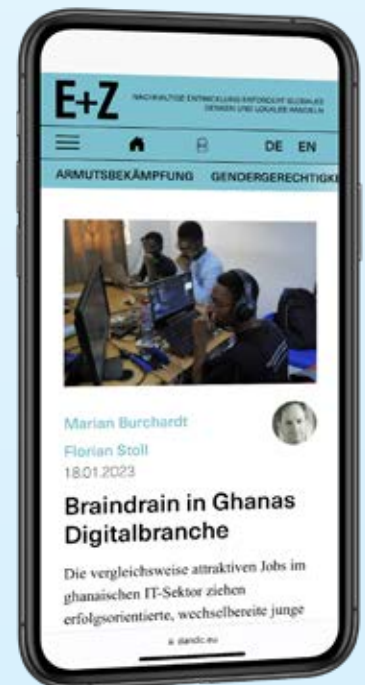 E+Z
NACHHALTIGE ENTWICKLUNG ERFORDERT GLOBALES
DENKEN UND LOKALES HANDELN
DE EN
ARMUTSBEKÄMPFUNG GENDERGERECHTIGKE
Marian Burchardt
Florian Stoll
18.01.2023
Braindrain in Ghanas
Digitalbranche
Die vergleichsweise attraktiven Jobs im
ghanaischen IT-Sektor ziehen
erfolgsorientierte, wechselbereite junge
dandc.eu